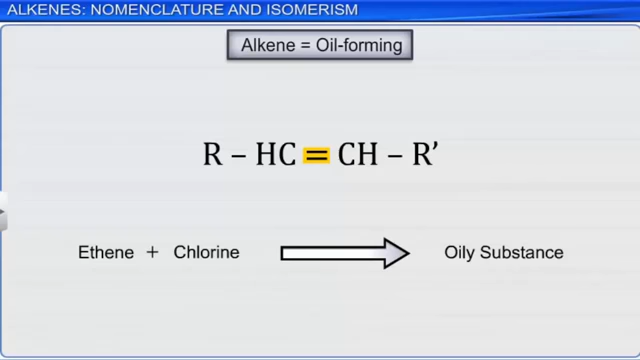 ALKENES: NOMENCLATURE AND ISOMERISM
Alkene = Oil-forming
R – HC = CH – R’
Ethene + Chlorine Oily Substance